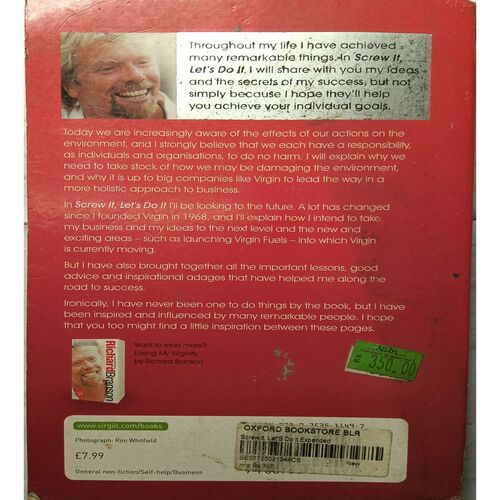 Throughout my life I have achieved
many remarkable things. In Screw It,
Let's Do It, I will share with you my ideas
and the secrets of my success, but not
simply because I hope they'll help
you achieve your individual goals.
Today we are increasingly aware of the effects of our actions on the
environment, and I strongly believe that we each have a responsibility,
as individuals and organisations, to do no harm. I will explain why we
need to take stock of how we may be damaging the environment,
and why it is up to big companies like Virgin to lead the way in a
more holistic approach to business.
In Screw It, Let's Do It I'll be looking to the future. A lot has changed
since I founded Virgin in 1968, and I'll explain how I intend to take
my business and my ideas to the next level and the new and
exciting areas – such as launching Virgin Fuels – into which Virgin
is currently moving.
But I have also brought together all the important lessons, good
advice and inspirational adages that have helped me along the
road to success.
Ironically, I have never been one to do things by the book, but I have
been inspired and influenced by many remarkable people. I hope
that you too might find a little inspiration between these pages.
Richard Branson
Want to read more?:
Losing My Virginity
by Richard Branson
350.00
www.virgin.com/books
Photograph: Ron Whitfield
£7.99
General non-fiction/Self-help/Business
OXFORD BOOKSTORE BLR
Screw It, Let'S Do It Expanded
New